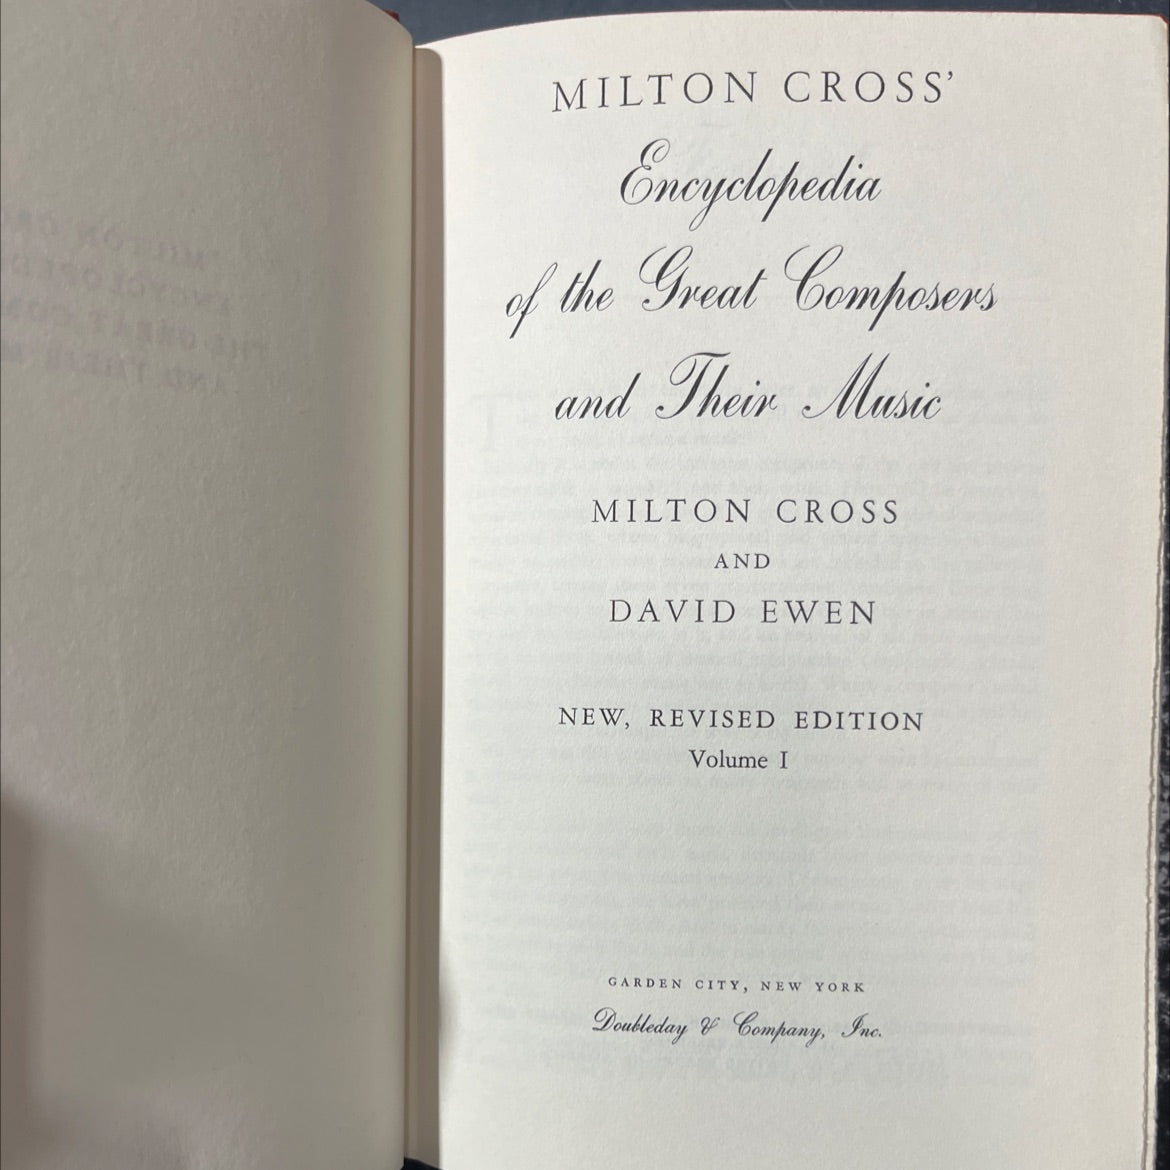 MILTON CROSS'
Encyclopedia
of the Great Composers
and Their Music
MILTON CROSS
AND
DAVID EWEN
NEW, REVISED EDITION
Volume I
GARDEN CITY, NEW YORK
Doubleday & Company, Inc.